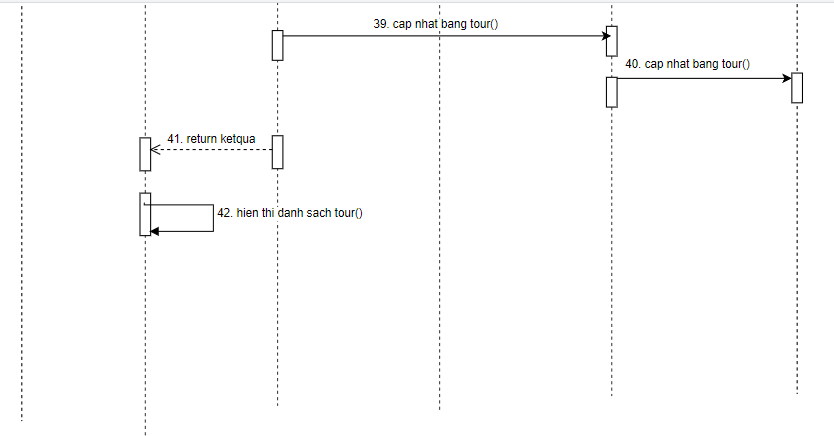 39. cap nhat bang tour()
40. cap nhat bang tour()
41. return ketqua
42. hien thi danh sach tour()